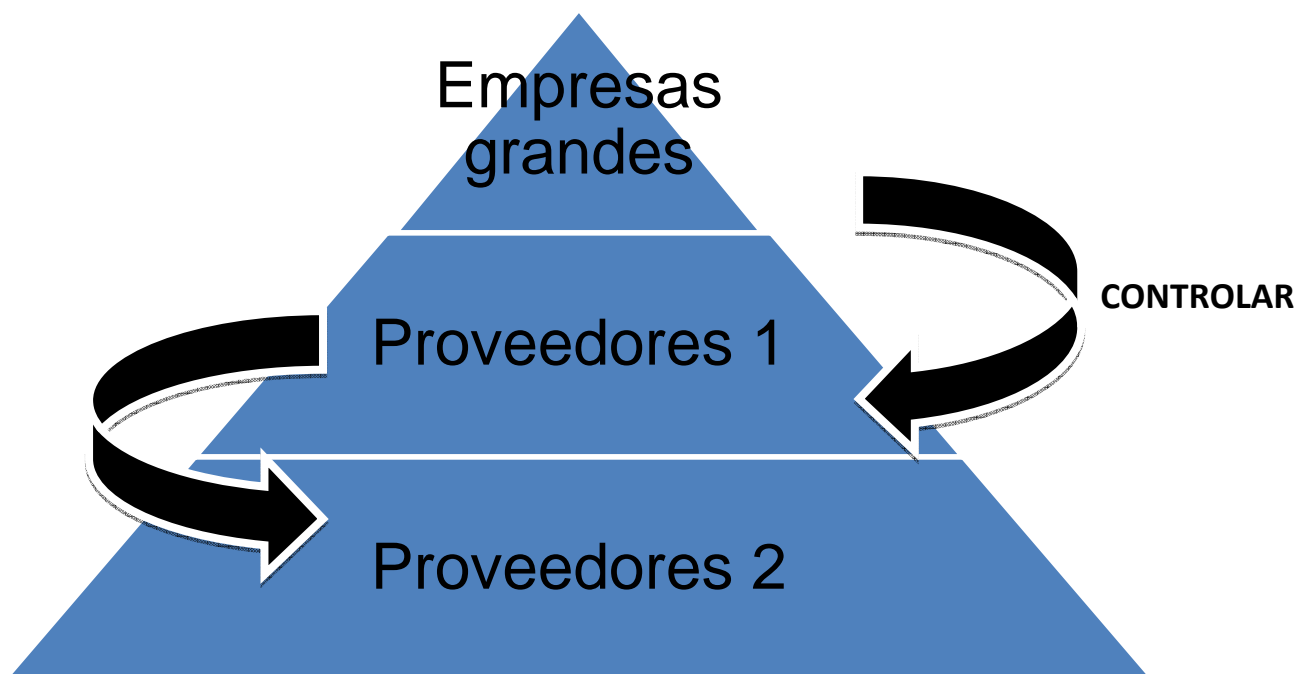 Empresas
grandes
CONTROLAR
Proveedores 1
Proveedores 2